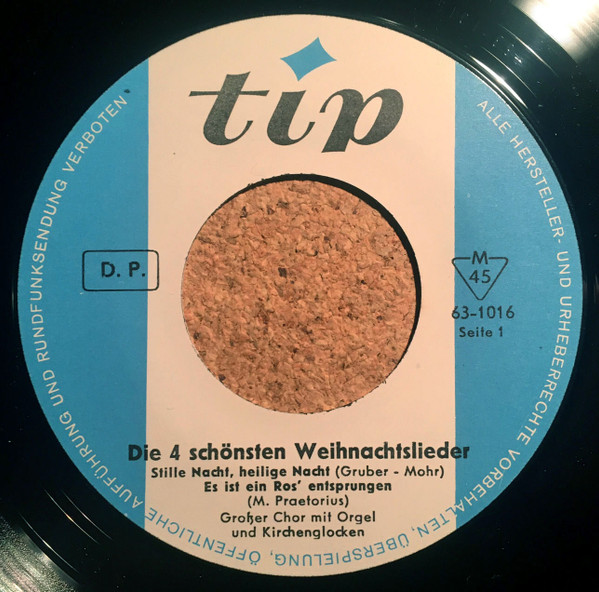 tip
D. P.
M
45
63-1016
Seite 1
Die 4 schönsten Weihnachtslieder
Stille Nacht, heilige Nacht (Gruber - Mohr)
Es ist ein Ros' entsprungen
(M. Praetorius)
Großer Chor mit Orgel
und Kirchenglocken
ALLE HERSTELLER- UND URHEBERRECHTE VORBEHALTEN, ÜBERSPIELUNG, ÖFFENTLICHE AUFFÜHRUNG UND RUNDFUNKSENDUNG VERBOTEN